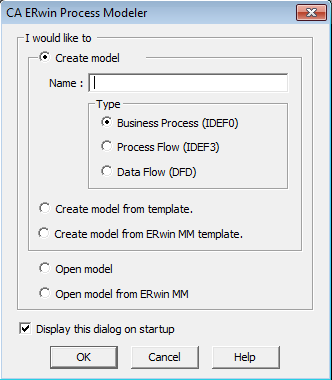 CA ERwin Process Modeler
I would like to
Create model
Name :
Type
Business Process (IDEF0)
Process Flow (IDEF3)
Data Flow (DFD)
Create model from template.
Create model from ERwin MM template.
Open model
Open model from ERwin MM
Display this dialog on startup
OK Cancel Help